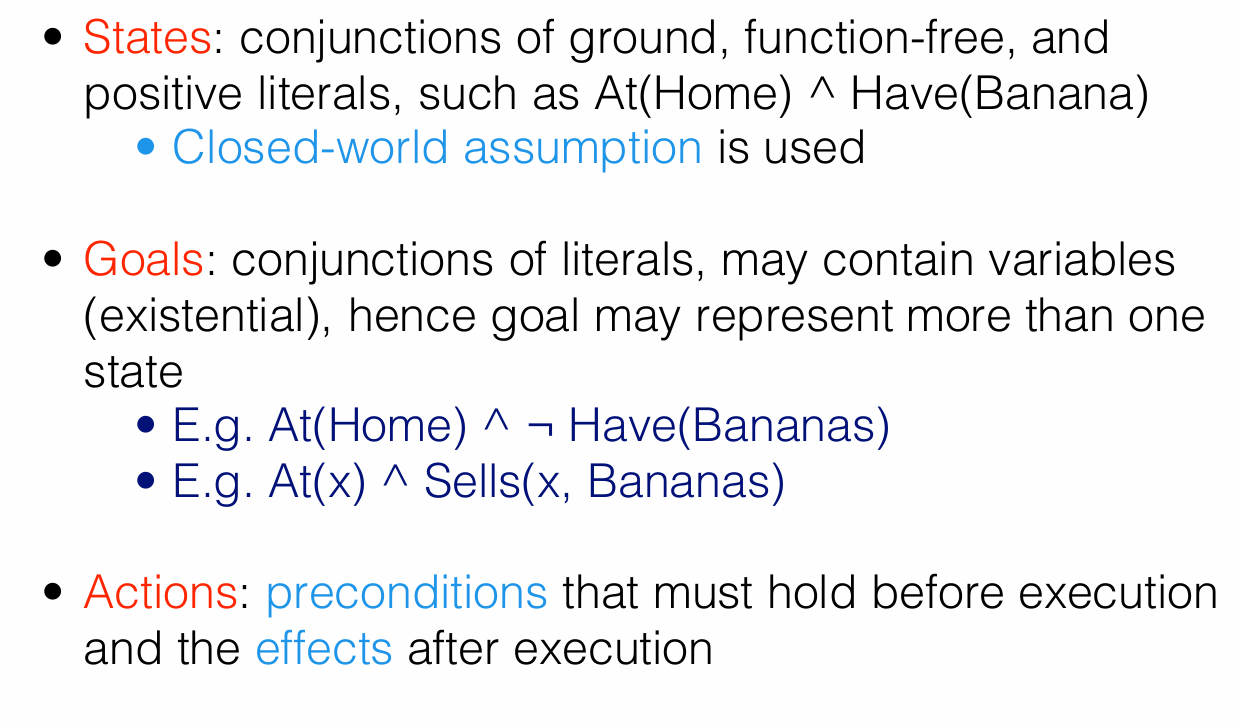 • States: conjunctions of ground, function-free, and
positive literals, such as At(Home) ^ Have(Banana)
• Closed-world assumption is used
• Goals: conjunctions of literals, may contain variables
(existential), hence goal may represent more than one
state
• E.g. At(Home) ^ ¬ Have(Bananas)
• E.g. At(x) ^ Sells(x, Bananas)
• Actions: preconditions that must hold before execution
and the effects after execution